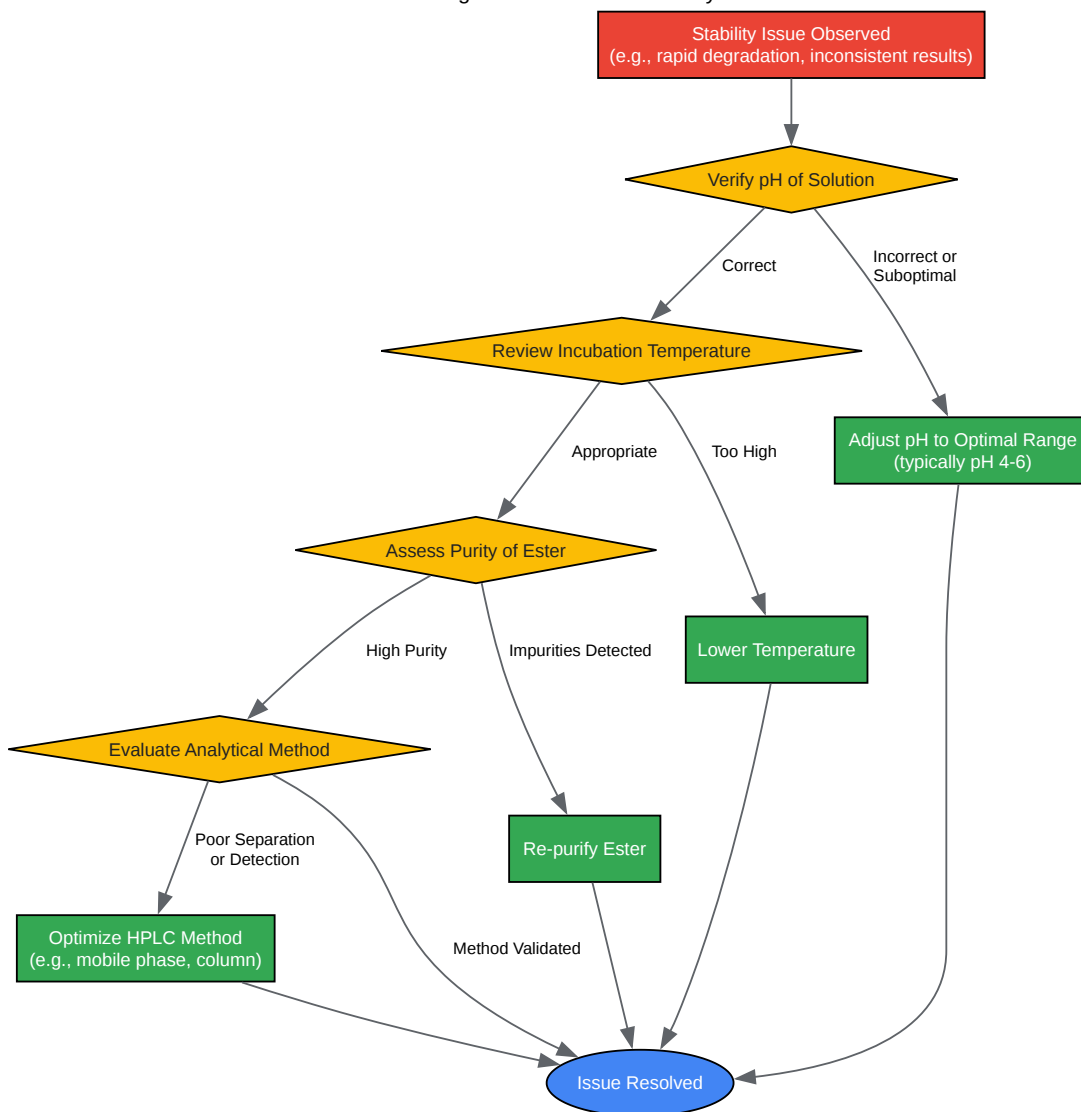 Stability Issue Observed
(e.g., rapid degradation, inconsistent results)
Verify pH of Solution
Correct
Incorrect or
Suboptimal
Review Incubation Temperature
Appropriate
Too High
Adjust pH to Optimal Range
(typically pH 4-6)
Assess Purity of Ester
High Purity
Impurities Detected
Lower Temperature
Evaluate Analytical Method
Poor Separation
or Detection
Re-purify Ester
Optimize HPLC Method
(e.g., mobile phase, column)
Method Validated
Issue Resolved